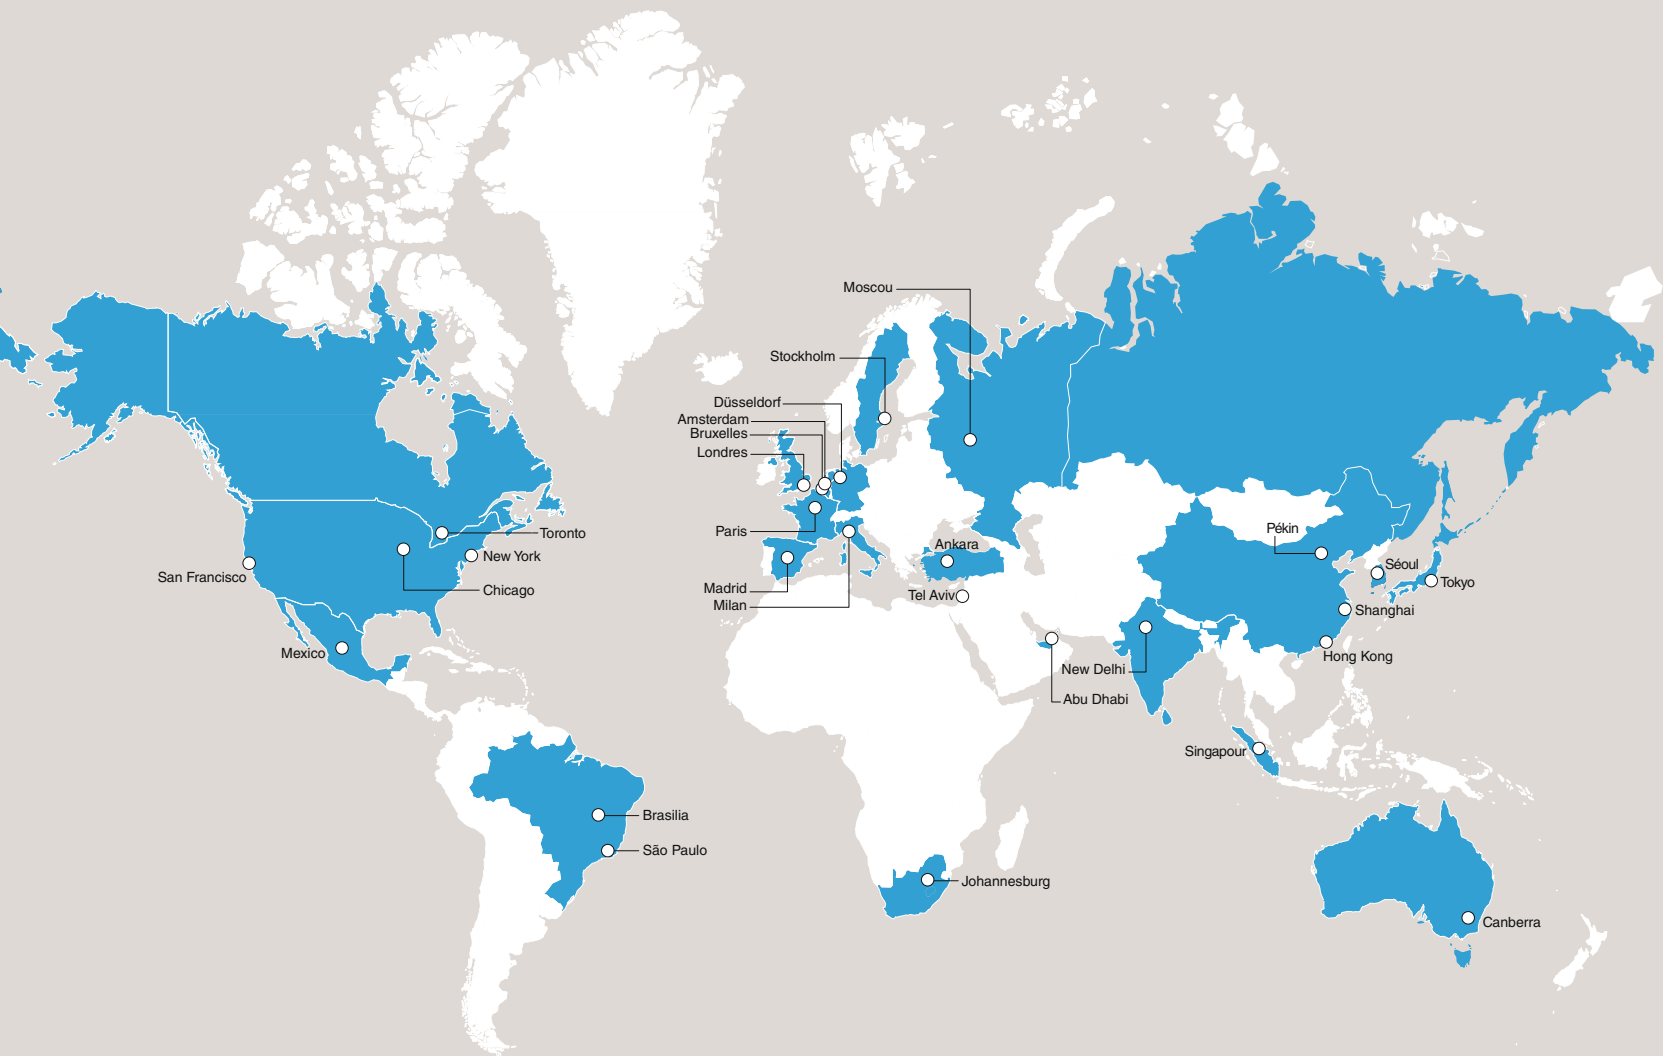 Moscou
Stockholm
Düsseldorf
Amsterdam
Bruxelles
Londres
Paris
Madrid
Milan
Ankara
Tel Aviv
Toronto
New York
San Francisco
Chicago
Mexico
Pékin
Séoul
Tokyo
Shanghai
Hong Kong
New Delhi
Abu Dhabi
Singapour
Brasilia
São Paulo
Johannesburg
Canberra